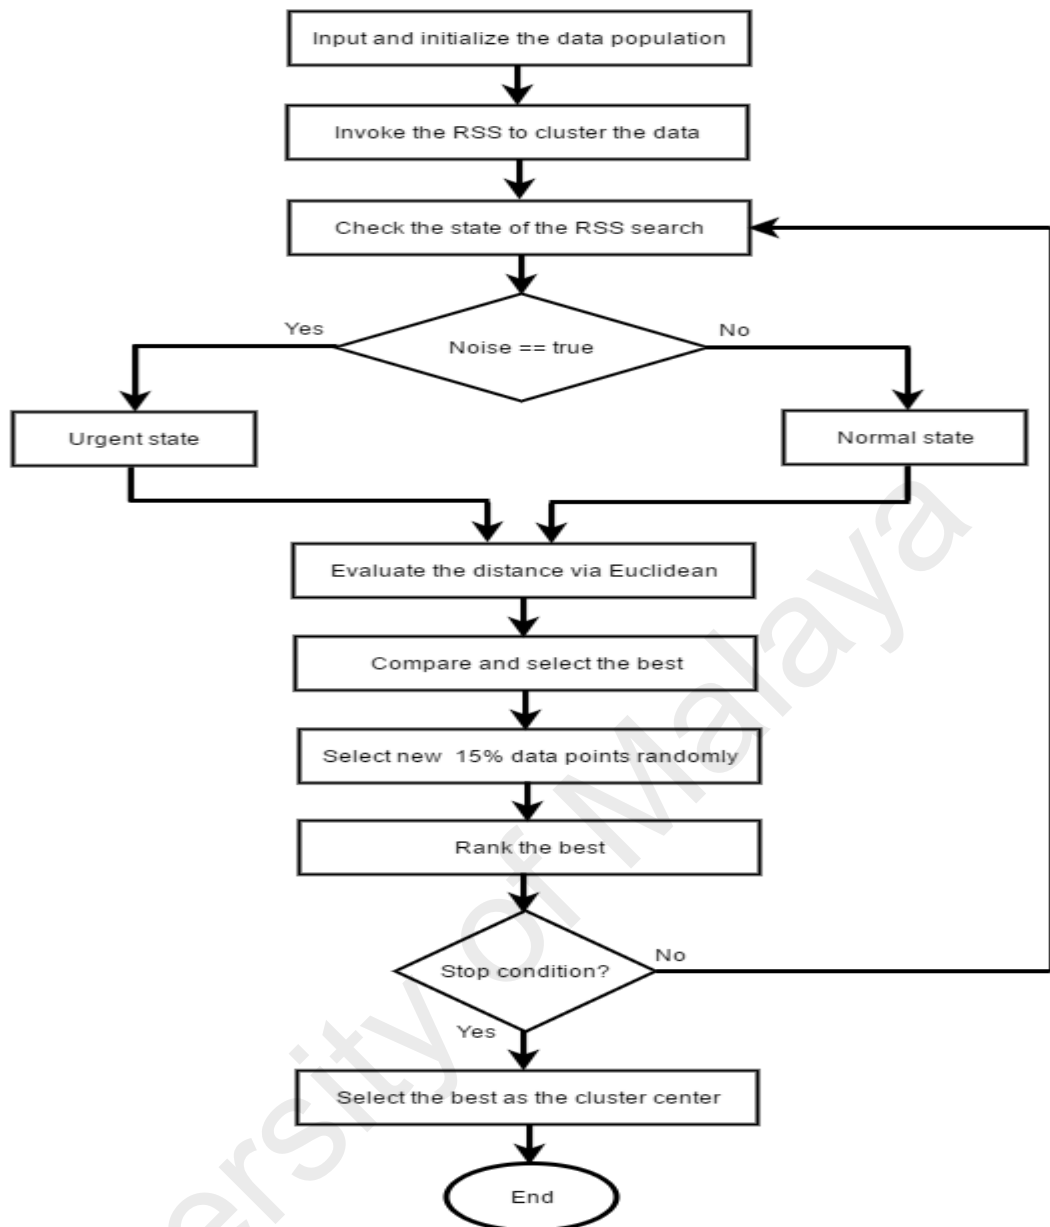 Input and initialize the data population
Invoke the RSS to cluster the data
Check the state of the RSS search
Yes
Noise == true
No
Urgent state
Normal state
Evaluate the distance via Euclidean
Compare and select the best
Select new 15% data points randomly
Rank the best
Stop condition?
No
Yes
Select the best as the cluster center
End
ersity of Malaya